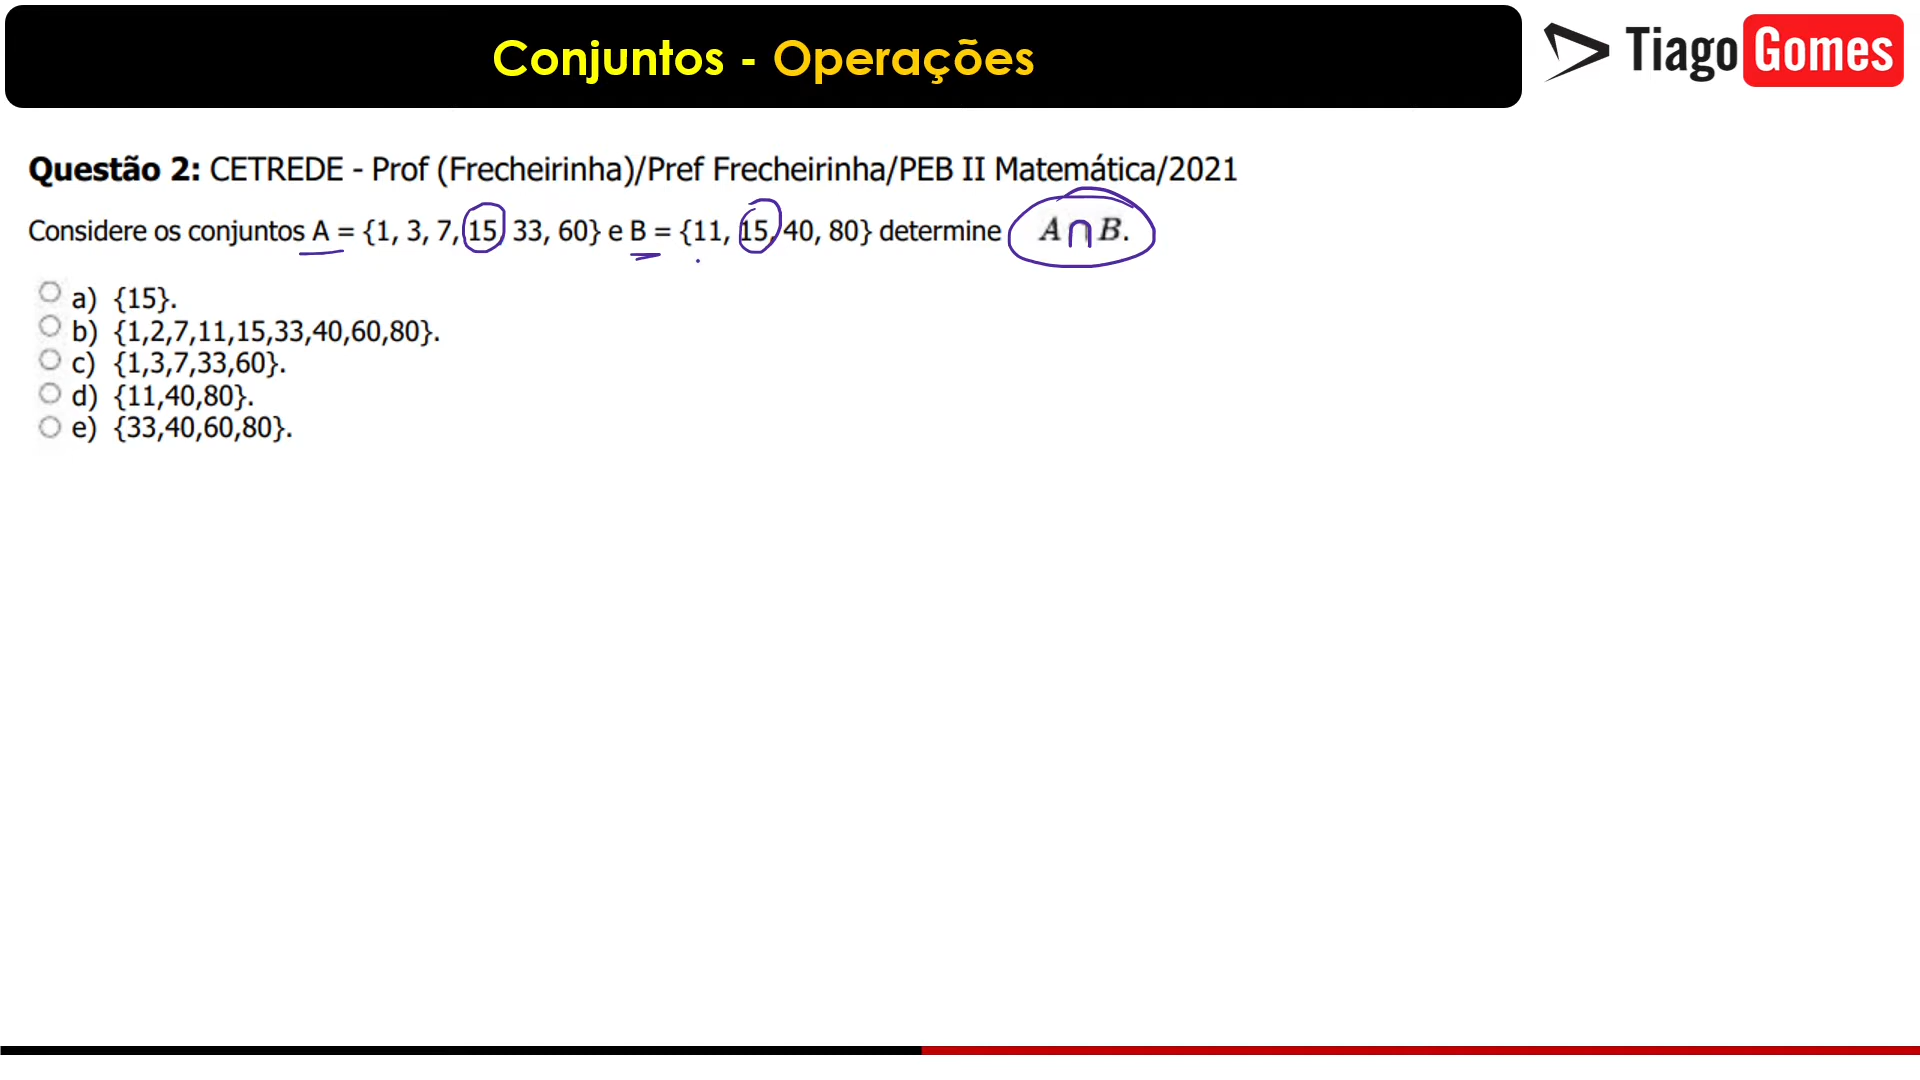 Conjuntos - Operações
Tiago Gomes
Questão 2: CETREDE - Prof (Frecheirinha)/Pref Frecheirinha/PEB II Matemática/2021
Considere os conjuntos A = {1, 3, 7, 15, 33, 60} e B = {11, 15, 40, 80} determine A ∩ B.
a) {15}.
b) {1,2,7,11,15,33,40,60,80}.
c) {1,3,7,33,60}.
d) {11,40,80}.
e) {33,40,60,80}.